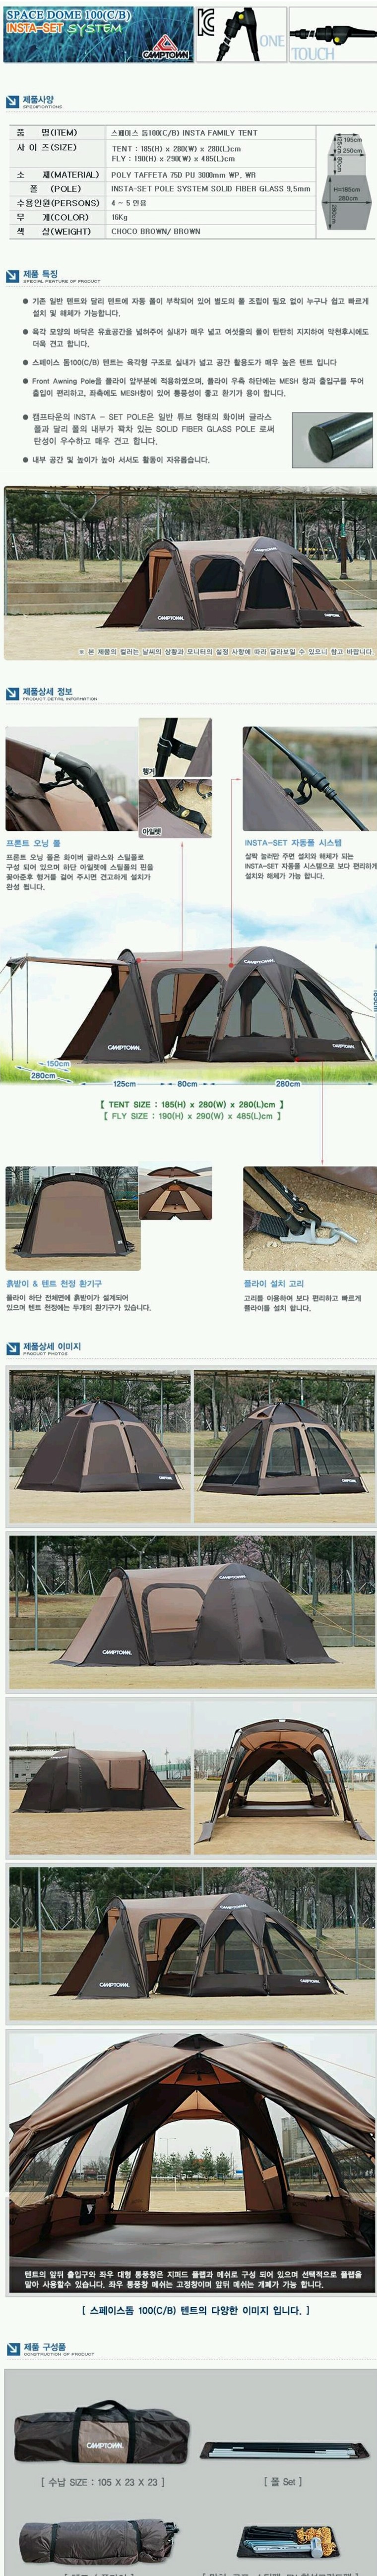 SPACE DOME 100(C/B)
INSTA-SET SYSTEM
CAMPTOWN
ONE
TOUCH
제품사양
SPECIFICATIONS
품 명(ITEM) 스페이스 돔100(C/B) INSTA FAMILY TENT
사 이 즈(SIZE) TENT : 185(H) x 280(W) x 280(L)cm
FLY : 190(H) x 290(W) x 485(L)cm
소 재(MATERIAL) POLY TAFFETA 75D PU 3000mm WP, WR
폴 (POLE) INSTA-SET POLE SYSTEM SOLID FIBER GLASS 9.5mm
수용인원(PERSONS) 4 - 5 인용
무 게(COLOR) 16Kg
색 상(WEIGHT) CHOCO BROWN/ BROWN
195cm
250cm
125cm
80cm
H=185cm
280cm
280cm
제품 특징
SPECIAL FEATURE OF PRODUCT
● 기존 일반 텐트와 달리 텐트에 자동 폴이 부착되어 있어 별도의 폴 조립이 필요 없이 누구나 쉽고 빠르게
설치 및 해체가 가능합니다.
● 육각 모양의 바닥은 유효공간을 넓혀주어 실내가 매우 넓고 여섯줄의 폴이 탄탄히 지지하여 악천후시에도
더욱 견고 합니다.
● 스페이스 돔100(C/B) 텐트는 육각형 구조로 실내가 넓고 공간 활용도가 매우 높은 텐트 입니다
● Front Awning Pole을 플라이 앞부분에 적용하였으며, 플라이 우측 하단에는 MESH 창과 출입구를 두어
출입이 편리하고, 좌측에도 MESH창이 있어 통풍성이 좋고 환기가 용이 합니다.
● 캠프타운의 INSTA - SET POLE은 일반 튜브 형태의 화이버 글라스
폴과 달리 폴의 내부가 꽉차 있는 SOLID FIBER GLASS POLE 로써
탄성이 우수하고 매우 견고 합니다.
● 내부 공간 및 높이가 높아 서서도 활동이 자유롭습니다.
CAMPTOWN
CAMPTOWN
CAMPTOWN
※ 본 제품의 컬러는 날씨의 상황과 모니터의 설정 사항에 따라 달라보일 수 있으니 참고 바랍니다.
제품상세 정보
PRODUCT DETAIL INFORMATION
행거
아일렛
프론트 오닝 폴
프론트 오닝 폴은 화이버 글라스와 스틸폴로
구성 되어 있으며 하단 아일렛에 스틸폴의 핀을
꽂아준후 행거를 걸어 주시면 견고하게 설치가
완성 됩니다.
INSTA-SET 자동폴 시스템
살짝 눌러만 주면 설치와 해체가 되는
INSTA-SET 자동폴 시스템으로 보다 편리하게
설치와 해체가 가능 합니다.
CAMPTOWN
CAMPTOWN
CAMPTOWN
150cm
280cm
125cm
80cm
280cm
【 TENT SIZE : 185(H) x 280(W) x 280(L)cm 】
[ FLY SIZE : 190(H) x 290(W) x 485(L)cm ]
흙받이 & 텐트 천정 환기구
플라이 하단 전체면에 흙받이가 설계되어
있으며 텐트 천정에는 두개의 환기구가 있습니다.
플라이 설치 고리
고리를 이용하여 보다 편리하고 빠르게
플라이를 설치 합니다.
제품상세 이미지
PRODUCT PHOTOS
CAMPTOWN
CAMPTOWN
CAMPTOWN
CAMPTOWN
CAMPTOWN
CAMPTOWN
텐트의 앞뒤 출입구와 좌우 대형 통풍창은 지퍼드 플랩과 메쉬로 구성 되어 있으며 선택적으로 플랩을
말아 사용할수 있습니다. 좌우 통풍창 메쉬는 고정창이며 앞뒤 메쉬는 개폐가 가능 합니다.
[ 스페이스돔 100(C/B) 텐트의 다양한 이미지 입니다. ]
제품 구성품
CONSTRUCTION OF PRODUCT
CAMPTOWN
[ 수납 SIZE : 105 X 23 X 23 ]
[ 폴 Set ]